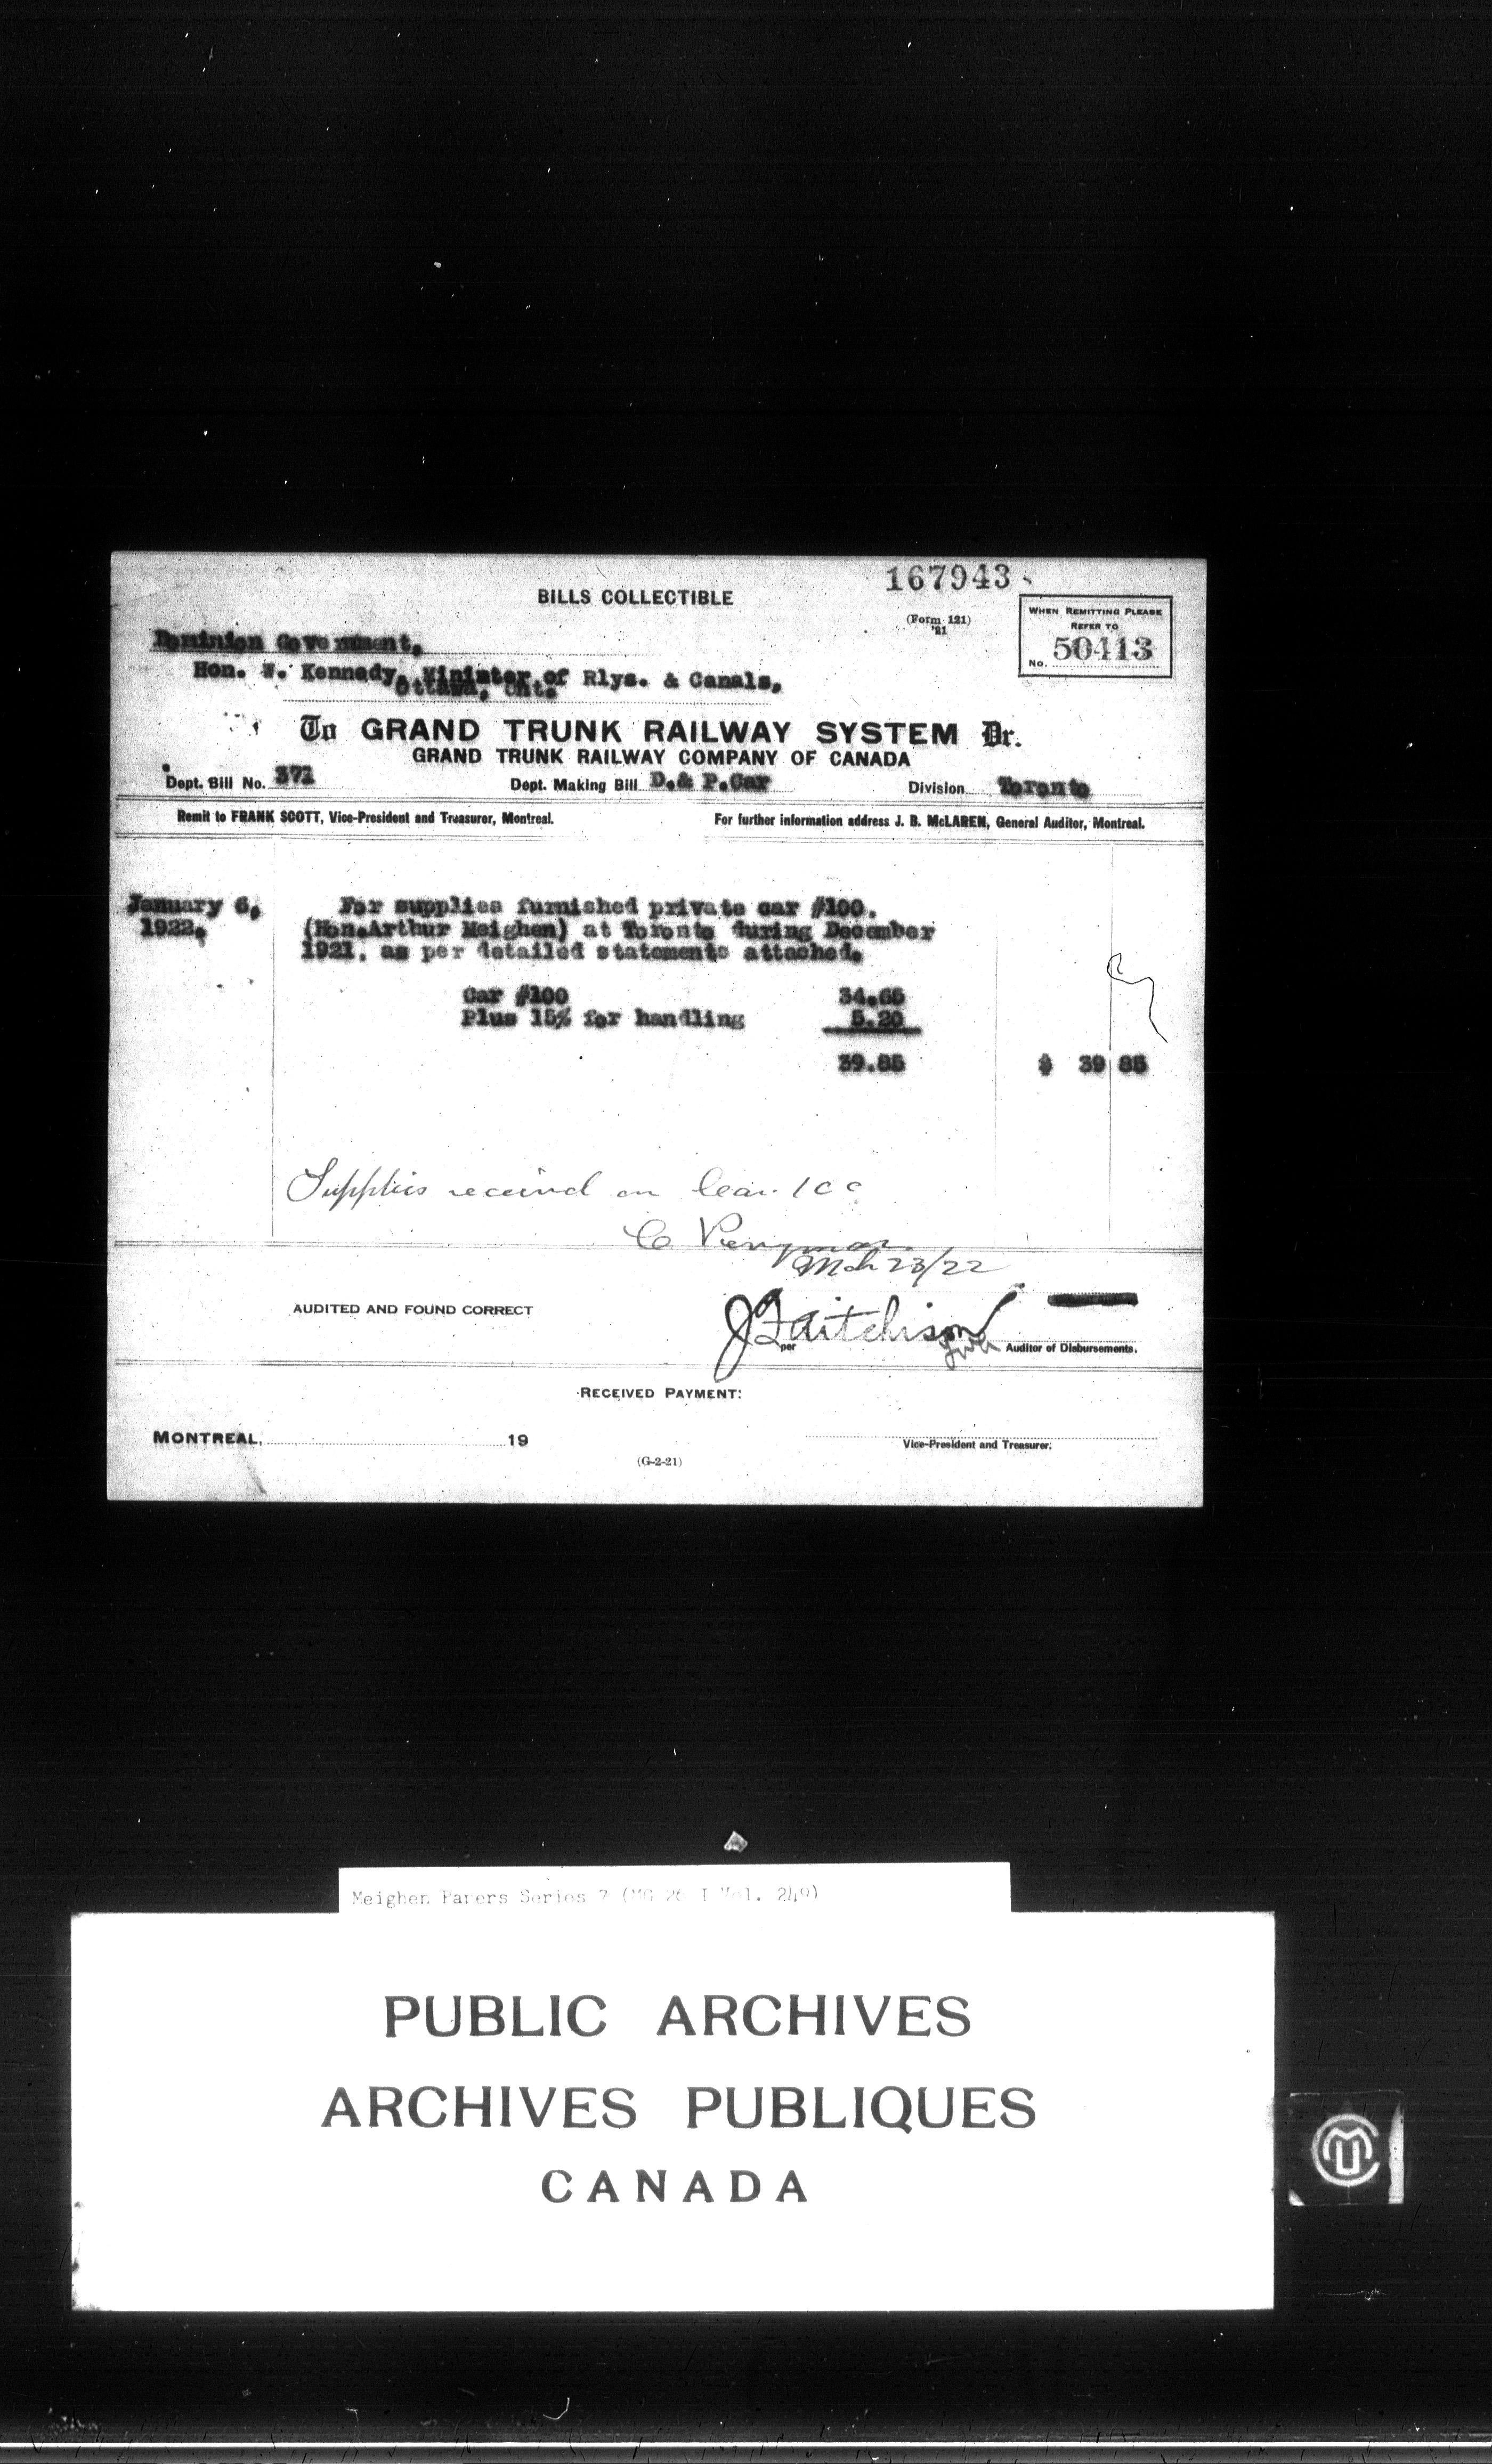 167943
BILLS COLLECTIBLE
(Form 121)
'21
WHEN REMITTING PLEASE
REFER TO
No. 50413
Dominion Government,
Hon. W. Kennedy, Minister of Rlys. & Canals,
Ottawa, Ont.
To GRAND TRUNK RAILWAY SYSTEM Dr.
GRAND TRUNK RAILWAY COMPANY OF CANADA
Dept. Bill No. 371 Dept. Making Bill D.& P.Car Division Toronto
Remit to FRANK SCOTT, Vice-President and Treasurer, Montreal. For further information address J. B. McLAREN, General Auditor, Montreal.
January 6, For supplies furnished private car #100.
1922. (Hon.Arthur Meighen) at Toronto during December
1921, as per detailed statements attached.
Car #100 34.65
Plus 15% for handling 5.20
39.85 $ 39 85
Supplies received on Car 100
C
Mch 23/22
AUDITED AND FOUND CORRECT
J Aitchison
per Auditor of Disbursements.
RECEIVED PAYMENT:
MONTREAL, 19
Vice-President and Treasurer.
(G-2-21)
Meighen Papers Series 7 (MG 26 I Vol. 249)
PUBLIC ARCHIVES
ARCHIVES PUBLIQUES
CANADA